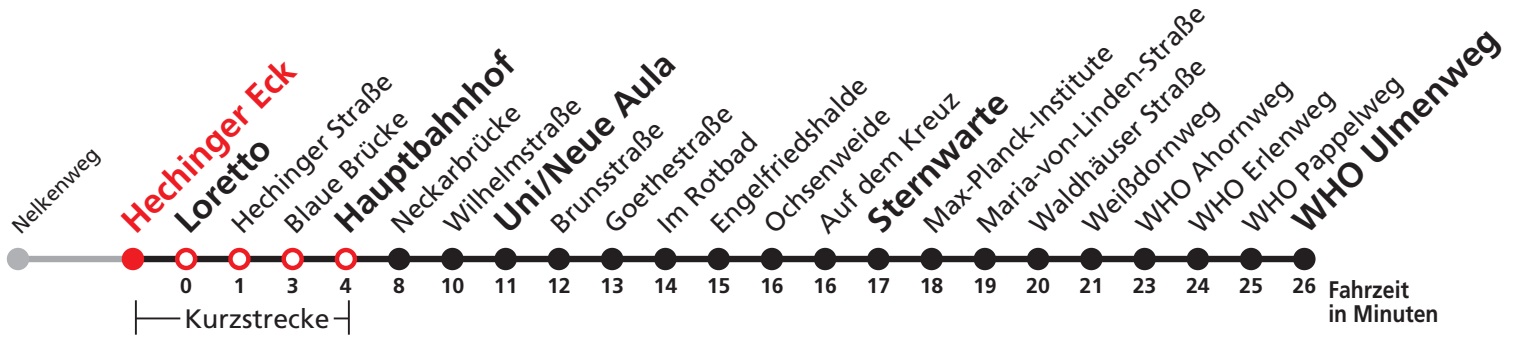 Nelkenweg
Hechinger Eck
Loretto
Hechinger Straße
Blaue Brücke
Hauptbahnhof
Neckarbrücke
Wilhelmstraße
Uni/Neue Aula
Brunsstraße
Goethestraße
Im Rotbad
Engelfriedshalde
Ochsenweide
Auf dem Kreuz
Sternwarte
Max-Planck-Institute
Maria-von-Linden-Straße
Waldhäuser Straße
Weißdornweg
WHO Ahornweg
WHO Erlenweg
WHO Pappelweg
WHO Ulmenweg
0 1 3 4 8 10 11 12 13 14 15 16 16 17 18 19 20 21 23 24 25 26
Fahrzeit
in Minuten
Kurzstrecke